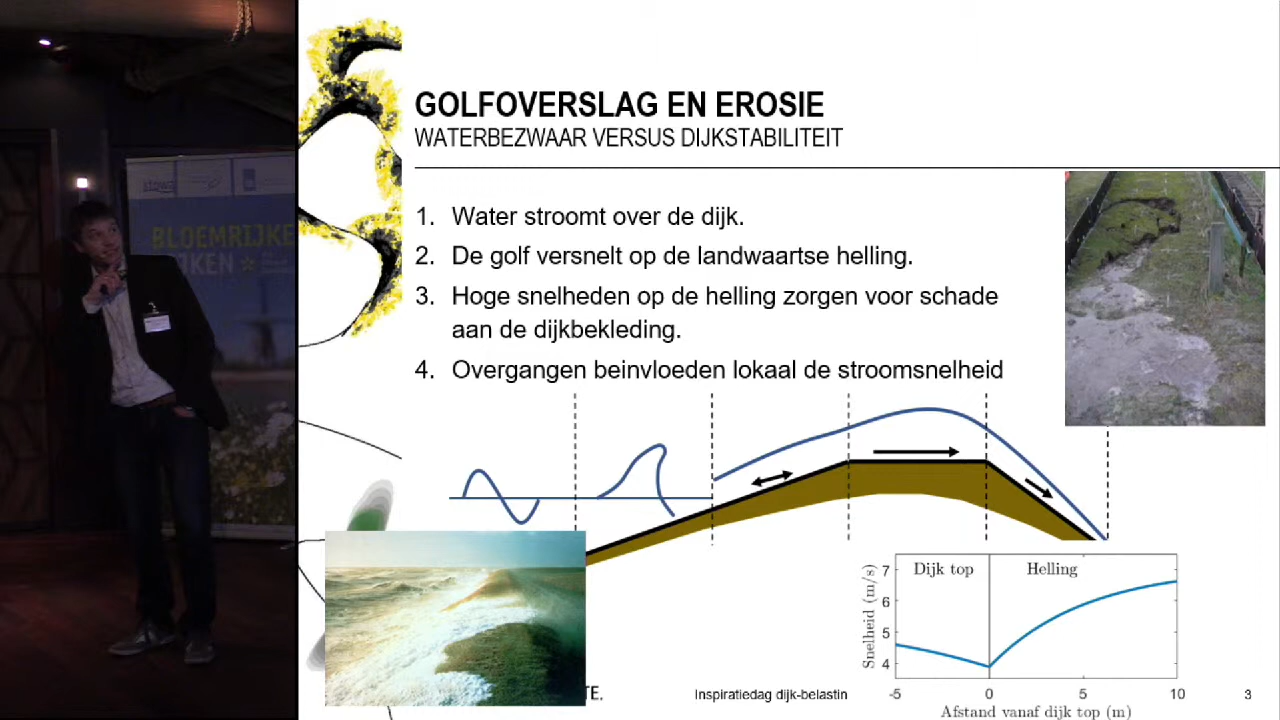 GOLFOVERSLAG EN EROSIE
WATERBEZWAAR VERSUS DIJKSTABILITEIT
1. Water stroomt over de dijk.
2. De golf versnelt op de landwaartse helling.
3. Hoge snelheden op de helling zorgen voor schade
aan de dijkbekleding.
4. Overgangen beinvloeden lokaal de stroomsnelheid
stowa
BLOEMRIJKE
Dijk top
Helling
Snelheid (m/s)
7
6
5
4
-5
0
5
10
Afstand vanaf dijk top (m)
TE.
Inspiratiedag dijk-belastin
3